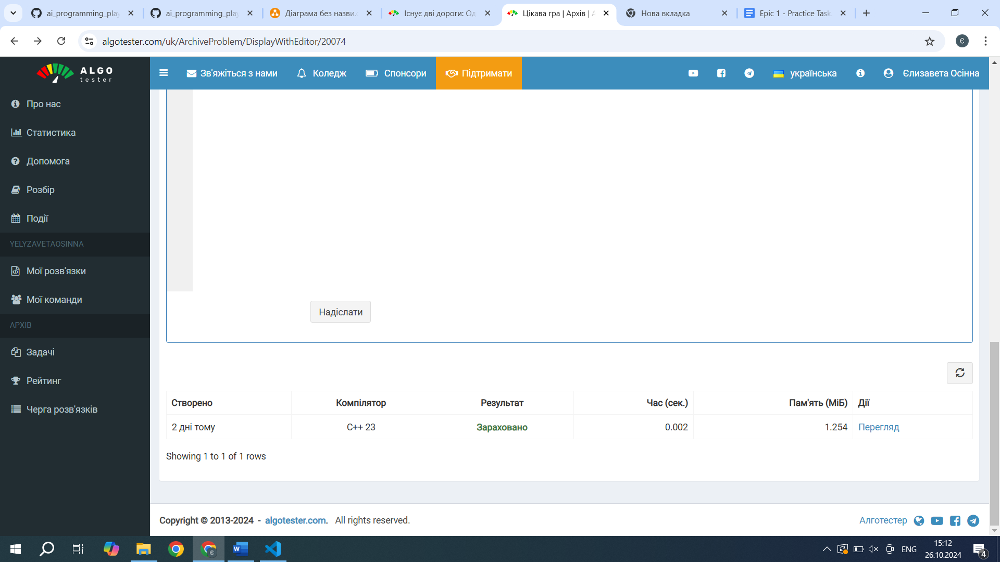 ai_programming_play
ai_programming_play
Діаграма без назви.
Існує дві дороги: Од
Цікава гра | Архів | А
Нова вкладка
Epic 1 - Practice Task
algotester.com/uk/ArchiveProblem/DisplayWithEditor/20074
Є
ALGO
tester
Зв'яжіться з нами
Коледж
Спонсори
Підтримати
українська
Єлизавета Осінна
Про нас
Статистика
Допомога
Розбір
Події
YELYZAVETAOSINNA
Мої розв'язки
Мої команди
АРХІВ
Задачі
Рейтинг
Черга розв'язків
Надіслати
Створено Компілятор Результат Час (сек.) Пам'ять (МіБ) Дії
2 дні тому C++ 23 Зараховано 0.002 1.254 Перегляд
Showing 1 to 1 of 1 rows
Copyright © 2013-2024 - algotester.com. All rights reserved.
Алготестер
ENG
15:12
26.10.2024
4